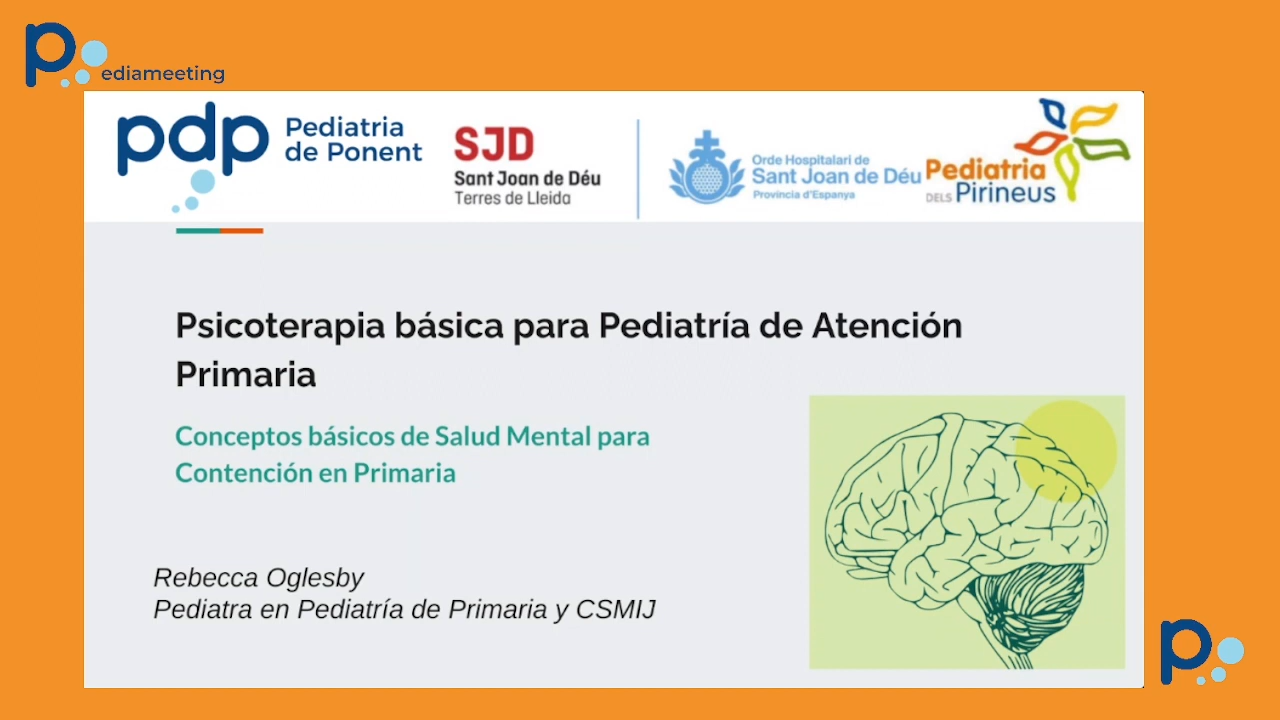 pediameeting
pdp Pediatria
de Ponent
SJD
Sant Joan de Déu
Terres de Lleida
Orde Hospitalari de
Sant Joan de Déu
Província d'Espanya
Pediatria
DELS Pirineus
Psicoterapia básica para Pediatría de Atención
Primaria
Conceptos básicos de Salud Mental para
Contención en Primaria
Rebecca Oglesby
Pediatra en Pediatría de Primaria y CSMIJ
p